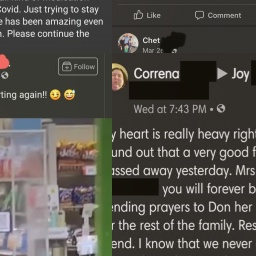 Covid. Just trying to stay
e has been amazing even
n. Please continue the
Follow
rting again!!
Like
Comment
Chet
Mar 2
Correna
Joy
Wed at 7:43 PM
y heart is really heavy right
und out that a very good f
assed away yesterday. Mrs
you will forever b
ending prayers to Don her
r the rest of the family. Res
end. I know that we never